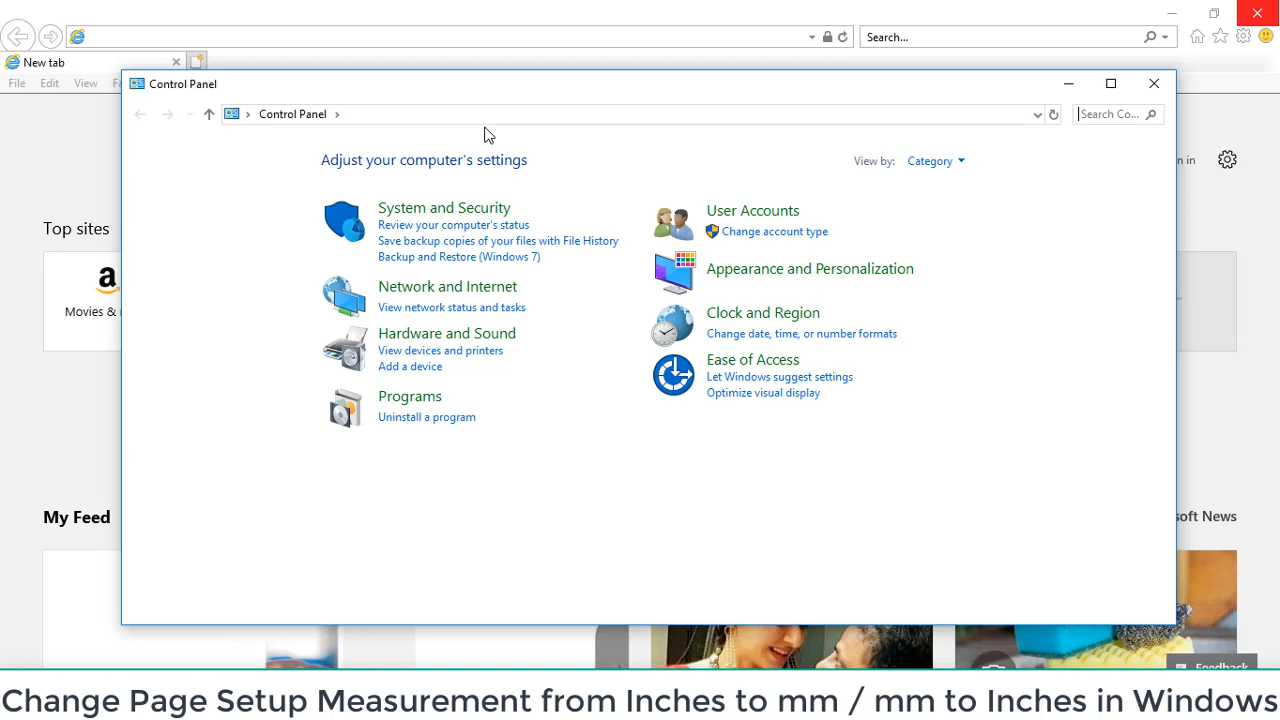 Search...
New tab
File Edit View
Control Panel
Control Panel
Search Co...
Adjust your computer's settings
View by: Category
System and Security
Review your computer's status
Save backup copies of your files with File History
Backup and Restore (Windows 7)
Network and Internet
View network status and tasks
Hardware and Sound
View devices and printers
Add a device
Programs
Uninstall a program
User Accounts
Change account type
Appearance and Personalization
Clock and Region
Change date, time, or number formats
Ease of Access
Let Windows suggest settings
Optimize visual display
n in
Top sites
a
Movies &
My Feed
soft News
Feedback
Change Page Setup Measurement from Inches to mm / mm to Inches in Windows